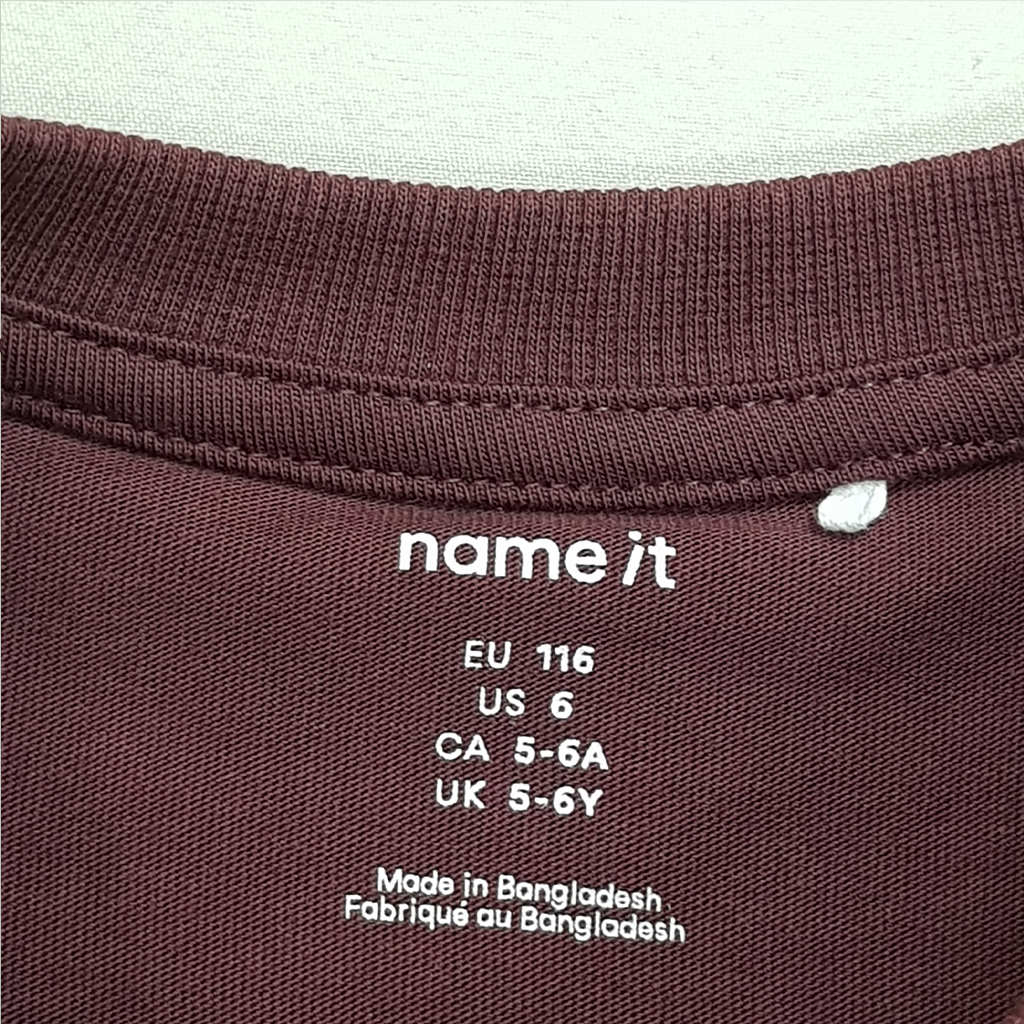 name it
EU 116
US 6
CA 5-6A
UK 5-6Y
Made in Bangladesh
Fabriqué au Bangladesh